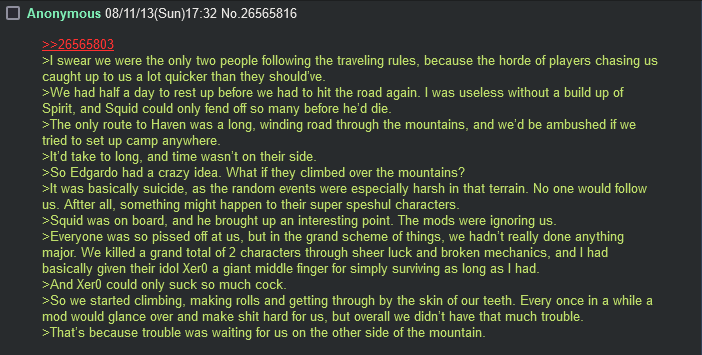 Anonymous 08/11/13(Sun)17:32 No.26565816
>>26565803
>I swear we were the only two people following the traveling rules, because the horde of players chasing us
caught up to us a lot quicker than they should've.
>We had half a day to rest up before we had to hit the road again. I was useless without a build up of
Spirit, and Squid could only fend off so many before he'd die.
>The only route to Haven was a long, winding road through the mountains, and we'd be ambushed if we
tried to set up camp anywhere.
>It'd take to long, and time wasn't on their side.
>So Edgardo had a crazy idea. What if they climbed over the mountains?
>It was basically suicide, as the random events were especially harsh in that terrain. No one would follow
us. Aftter all, something might happen to their super speshul characters.
>Squid was on board, and he brought up an interesting point. The mods were ignoring us.
>Everyone was so pissed off at us, but in the grand scheme of things, we hadn't really done anything
major. We killed a grand total of 2 characters through sheer luck and broken mechanics, and I had
basically given their idol Xer0 a giant middle finger for simply surviving as long as I had.
>And Xer0 could only suck so much cock.
>So we started climbing, making rolls and getting through by the skin of our teeth. Every once in a while a
mod would glance over and make shit hard for us, but overall we didn't have that much trouble.
>That's because trouble was waiting for us on the other side of the mountain.